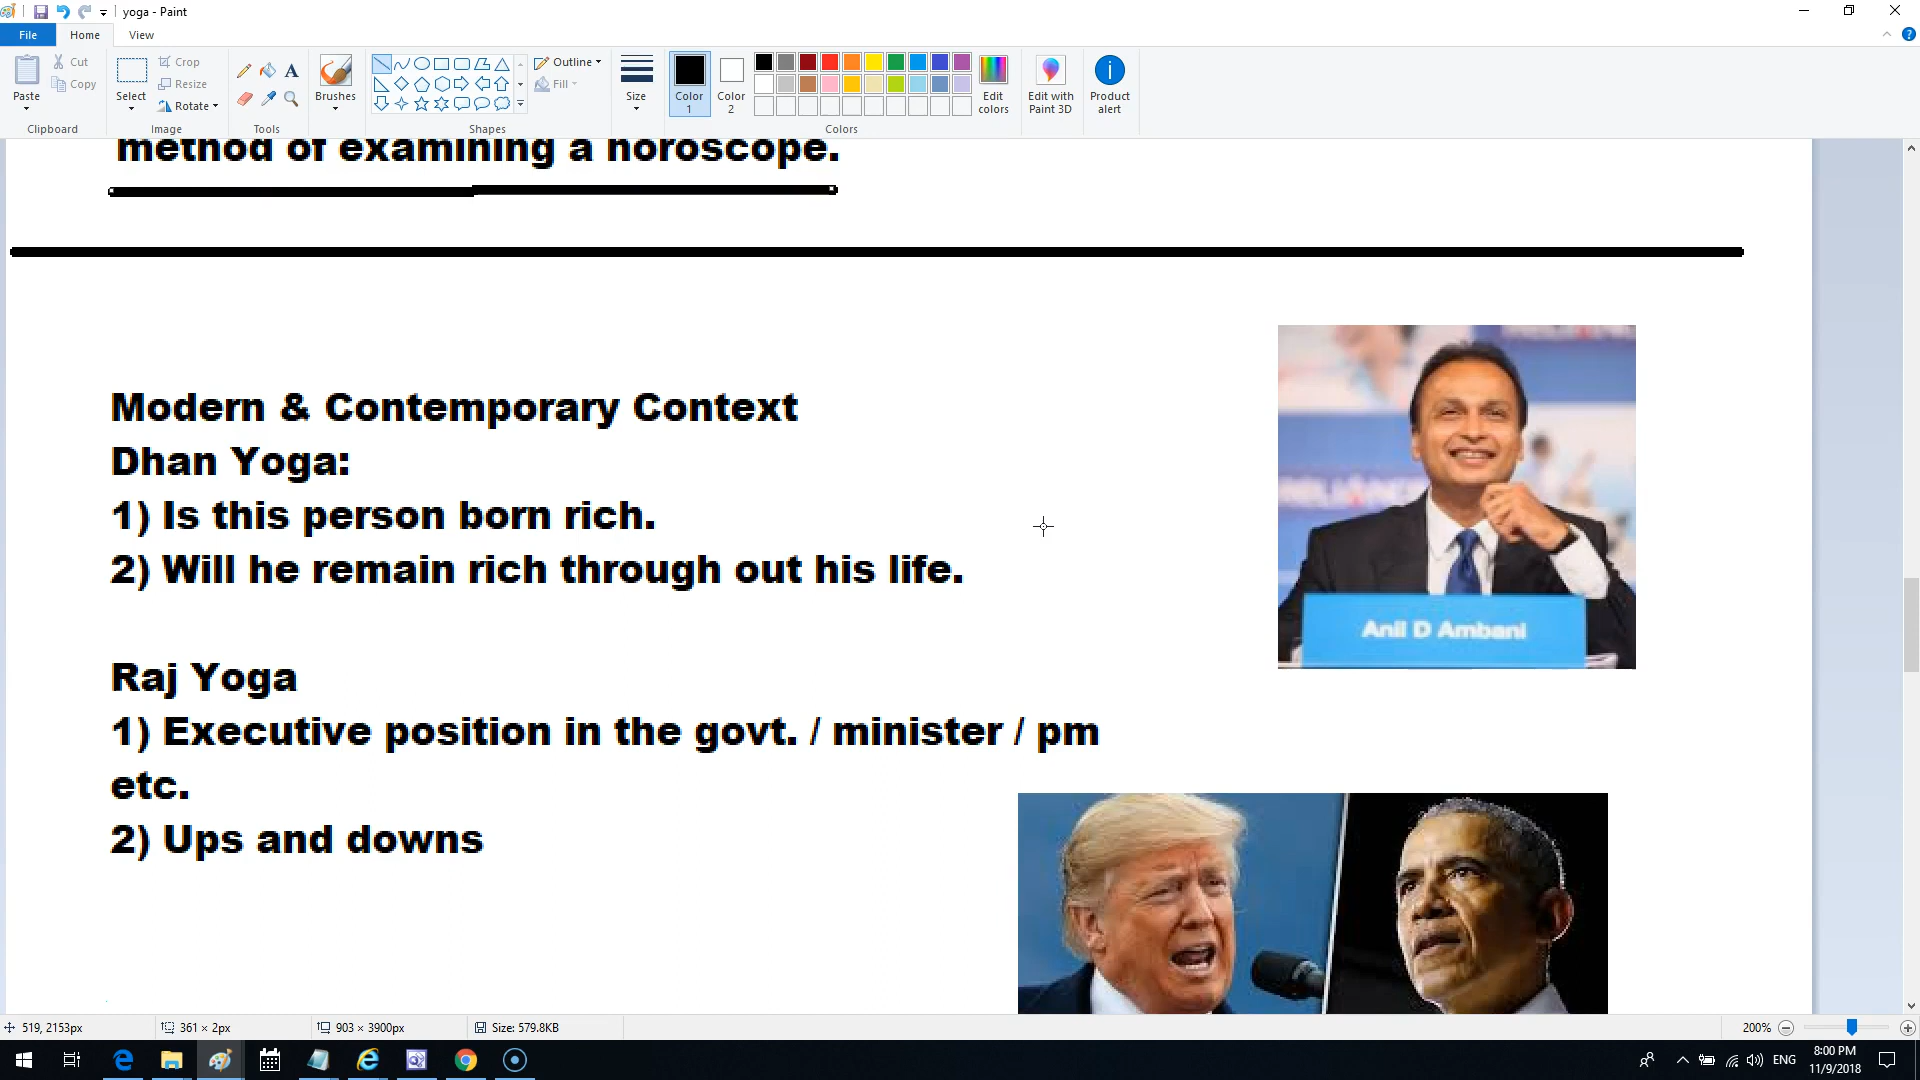 yoga - Paint
File Home View
Paste Cut Copy Clipboard
Select Crop Resize Rotate Image
Tools
Brushes
Shapes Outline Fill
Size
Color 1 Color 2 Edit colors Colors
Edit with Paint 3D
Product alert
method of examining a horoscope.
Modern & Contemporary Context
Dhan Yoga:
1) Is this person born rich.
2) Will he remain rich through out his life.
Anil D Ambani
Raj Yoga
1) Executive position in the govt. / minister / pm
etc.
2) Ups and downs
519, 2153px 361 × 2px 903 × 3900px Size: 579.8KB 200%
ENG 8:00 PM
11/9/2018